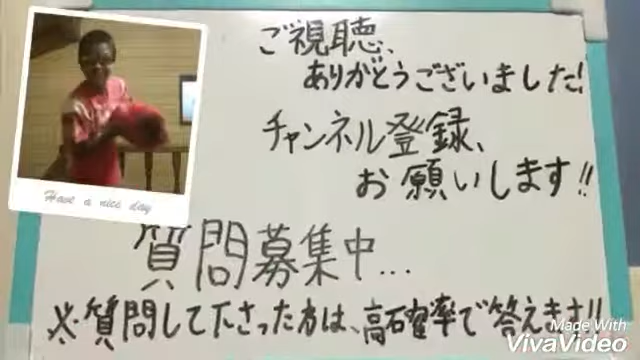 ご視聴、
ありがとうございました!
チャンネル登録、
お願いします!!
Have a nice day
質問募集中...
※質問して下さった方は、高確率で答えます!!
Made With
VivaVideo